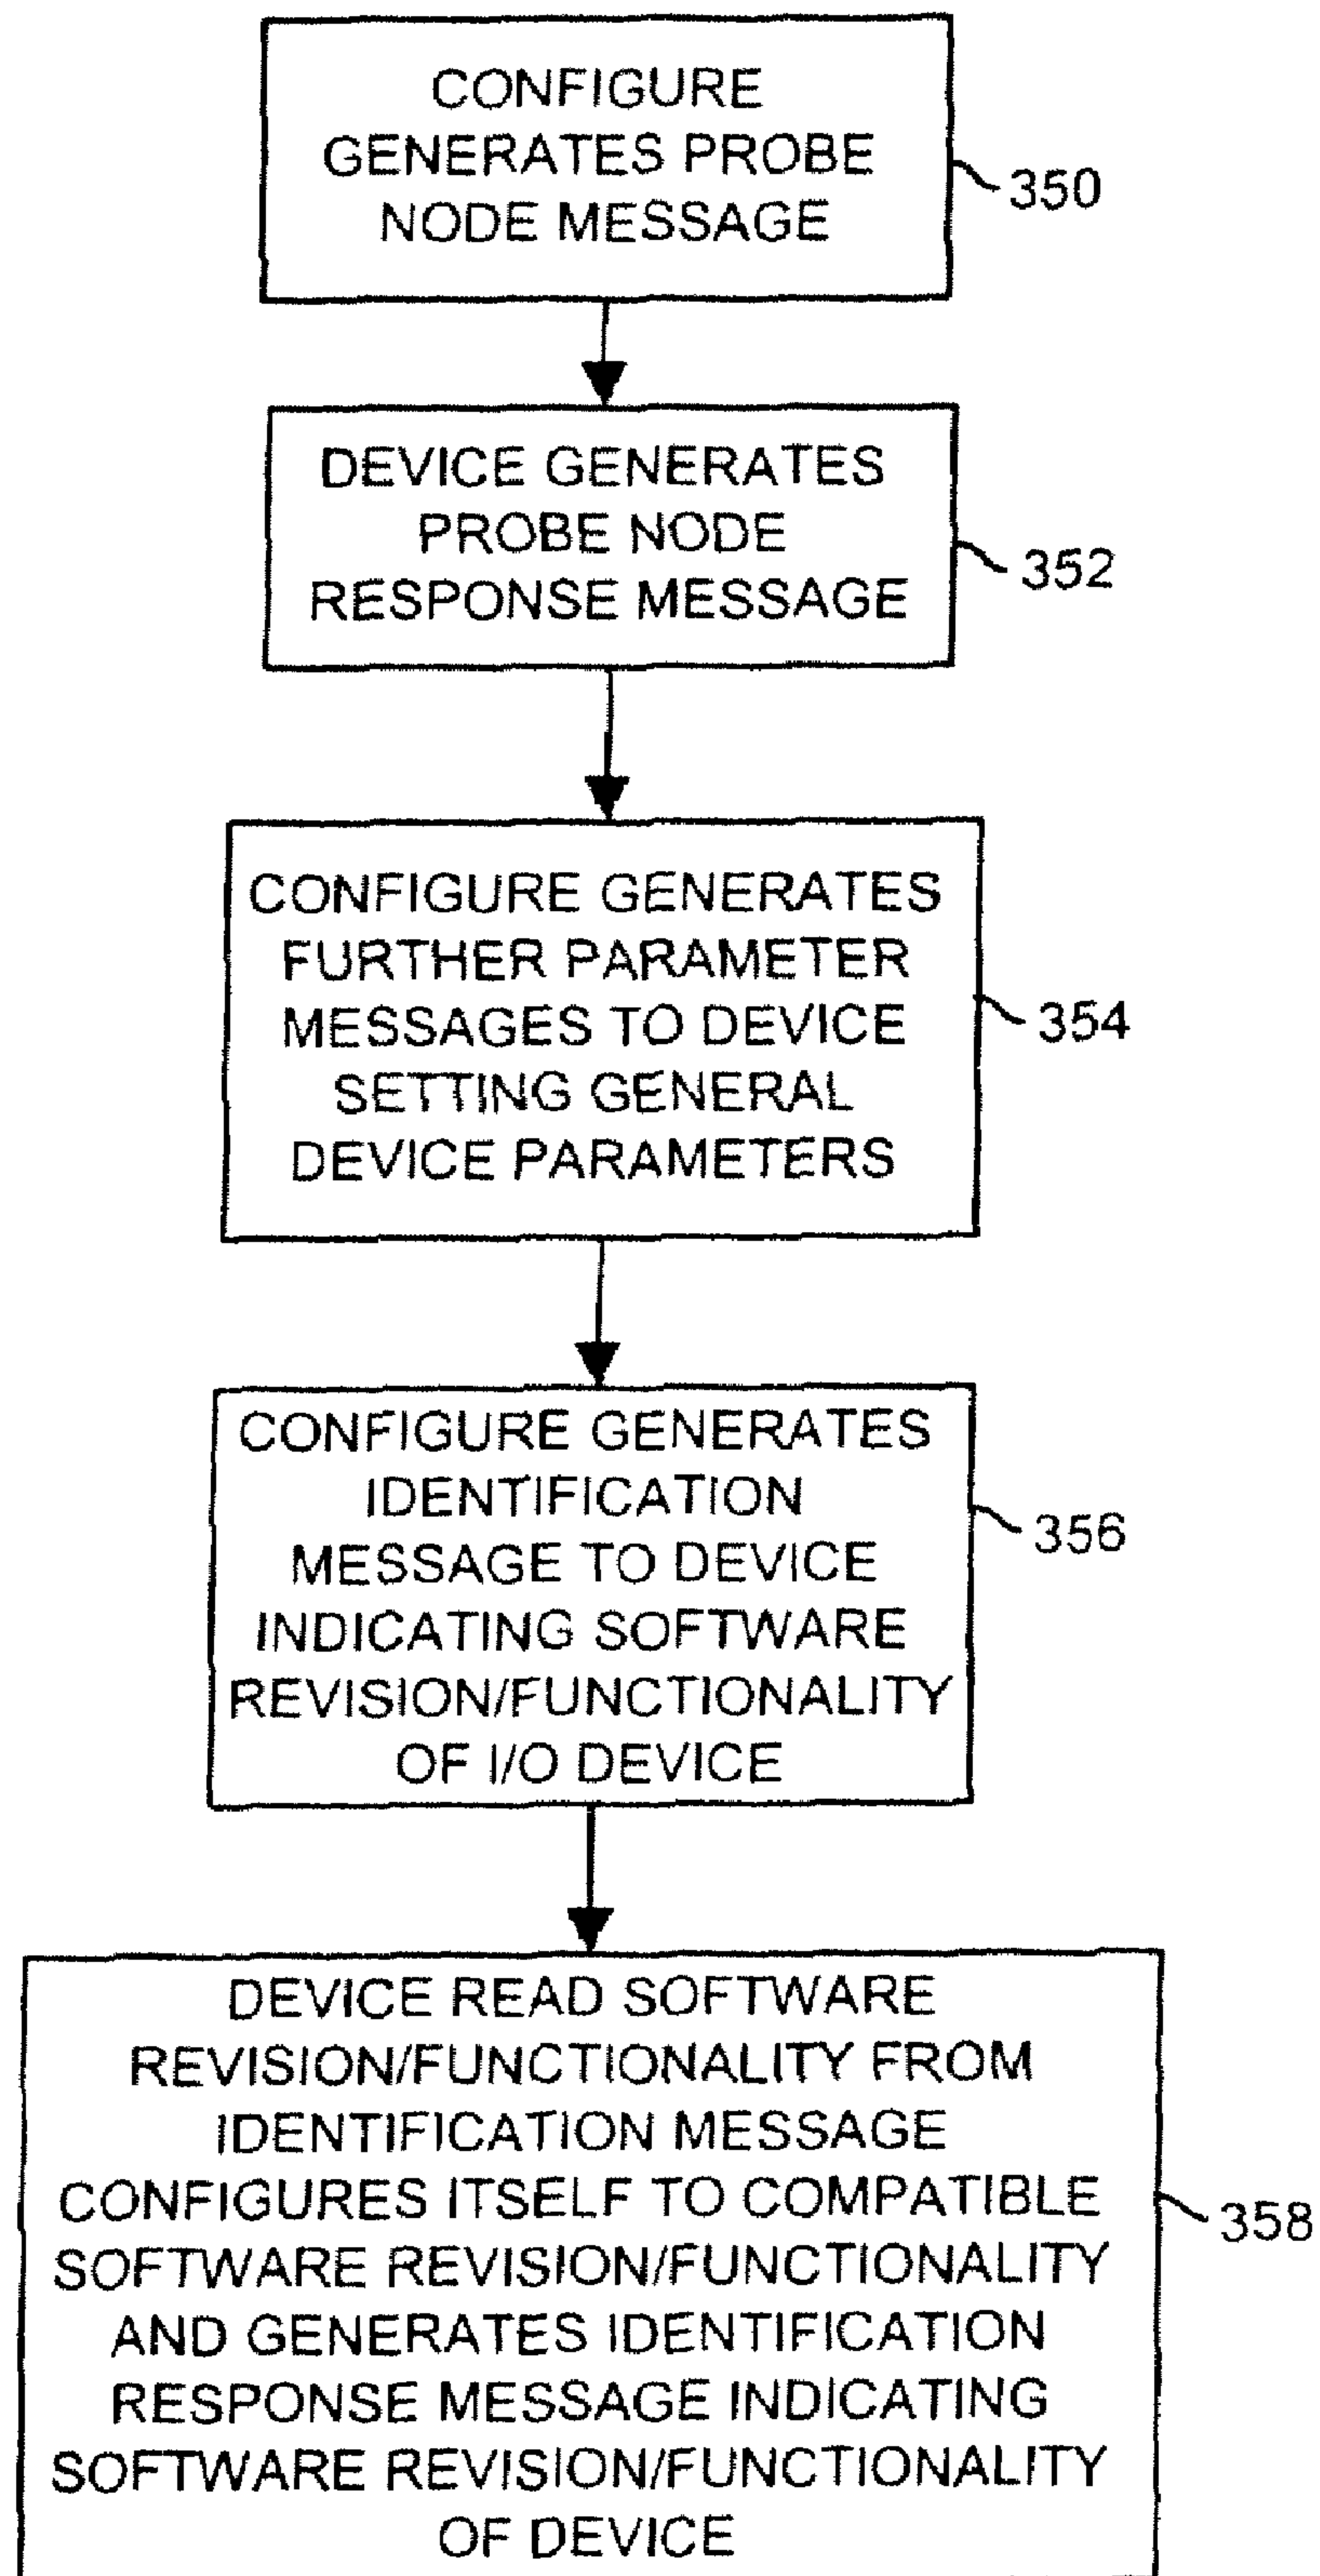 CONFIGURE
GENERATES PROBE
NODE MESSAGE
350
DEVICE GENERATES
PROBE NODE
RESPONSE MESSAGE
352
CONFIGURE GENERATES
FURTHER PARAMETER
MESSAGES TO DEVICE
SETTING GENERAL
DEVICE PARAMETERS
354
CONFIGURE GENERATES
IDENTIFICATION
MESSAGE TO DEVICE
INDICATING SOFTWARE
REVISION/FUNCTIONALITY
OF I/O DEVICE
356
DEVICE READ SOFTWARE
REVISION/FUNCTIONALITY FROM
IDENTIFICATION MESSAGE
CONFIGURES ITSELF TO COMPATIBLE
SOFTWARE REVISION/FUNCTIONALITY
AND GENERATES IDENTIFICATION
RESPONSE MESSAGE INDICATING
SOFTWARE REVISION/FUNCTIONALITY
OF DEVICE
358